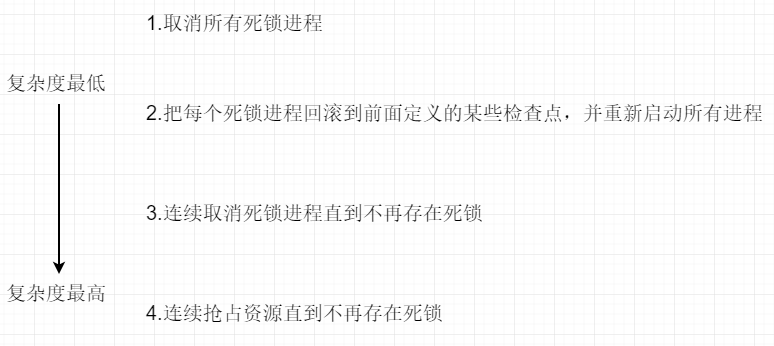 1.取消所有死锁进程
复杂度最低
2.把每个死锁进程回滚到前面定义的某些检查点，并重新启动所有进程
3.连续取消死锁进程直到不再存在死锁
复杂度最高
4.连续抢占资源直到不再存在死锁